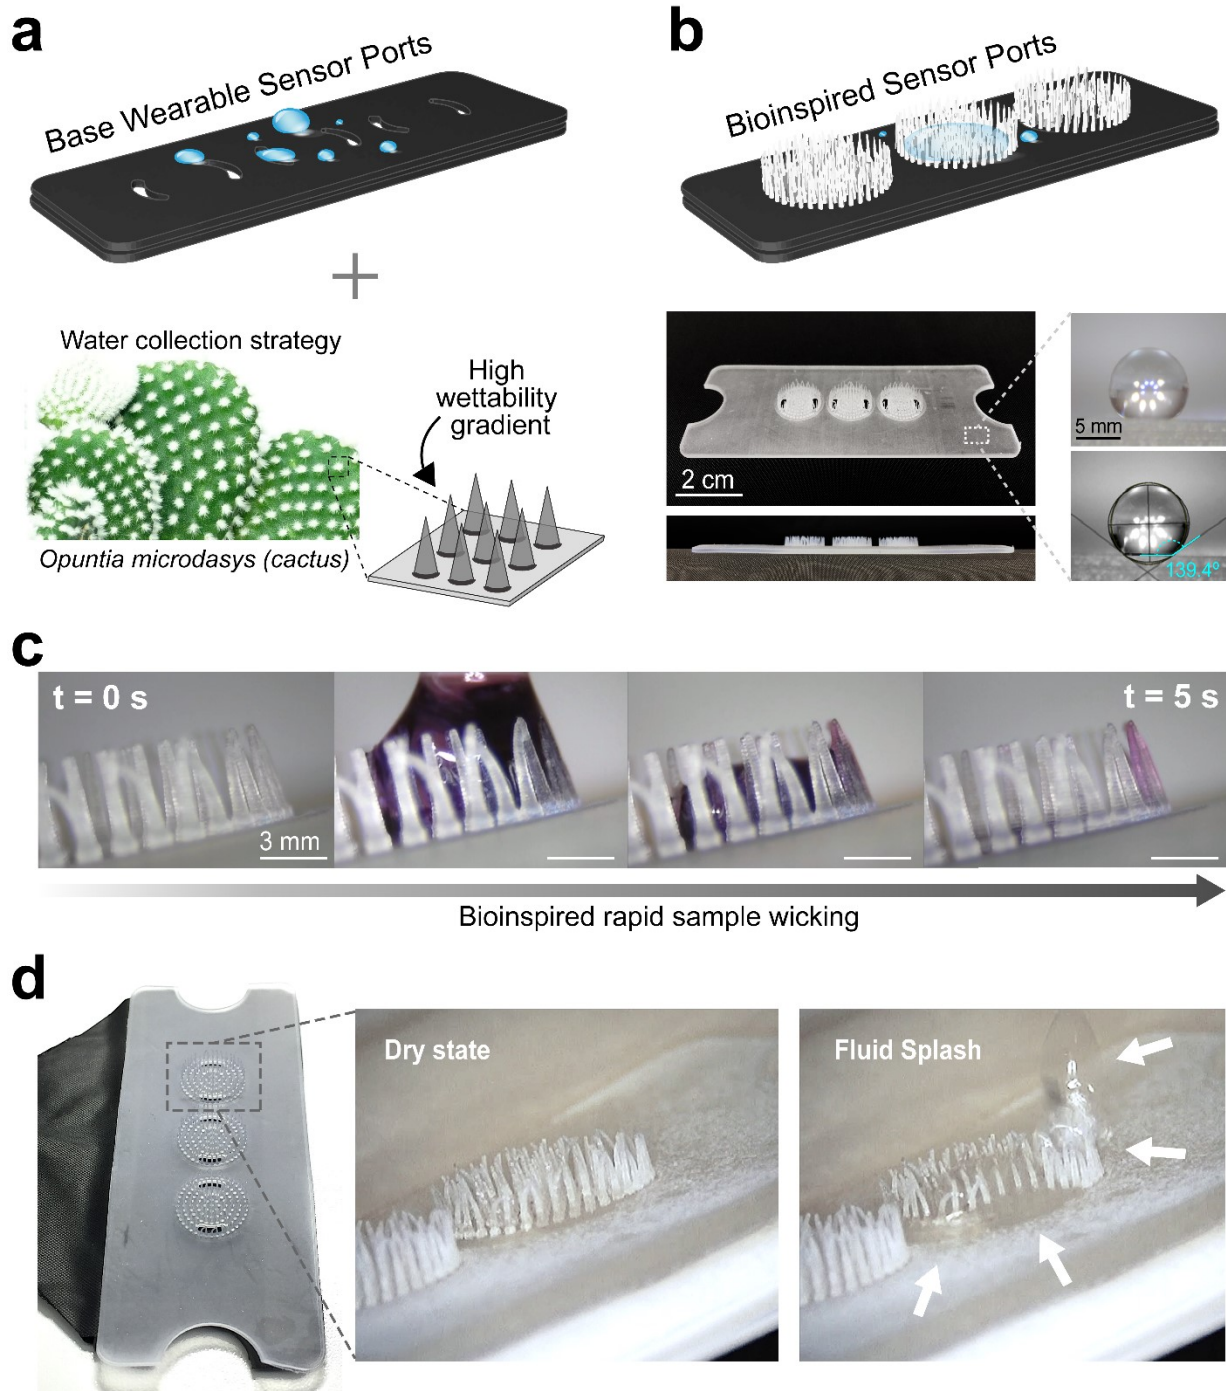 a
Base Wearable Sensor Ports
Water collection strategy
High
wettability
gradient
Opuntia microdasys (cactus)
b
Bioinspired Sensor Ports
2 cm
5 mm
139.4º
c
t = 0 s
t = 5 s
3 mm
Bioinspired rapid sample wicking
d
Dry state
Fluid Splash